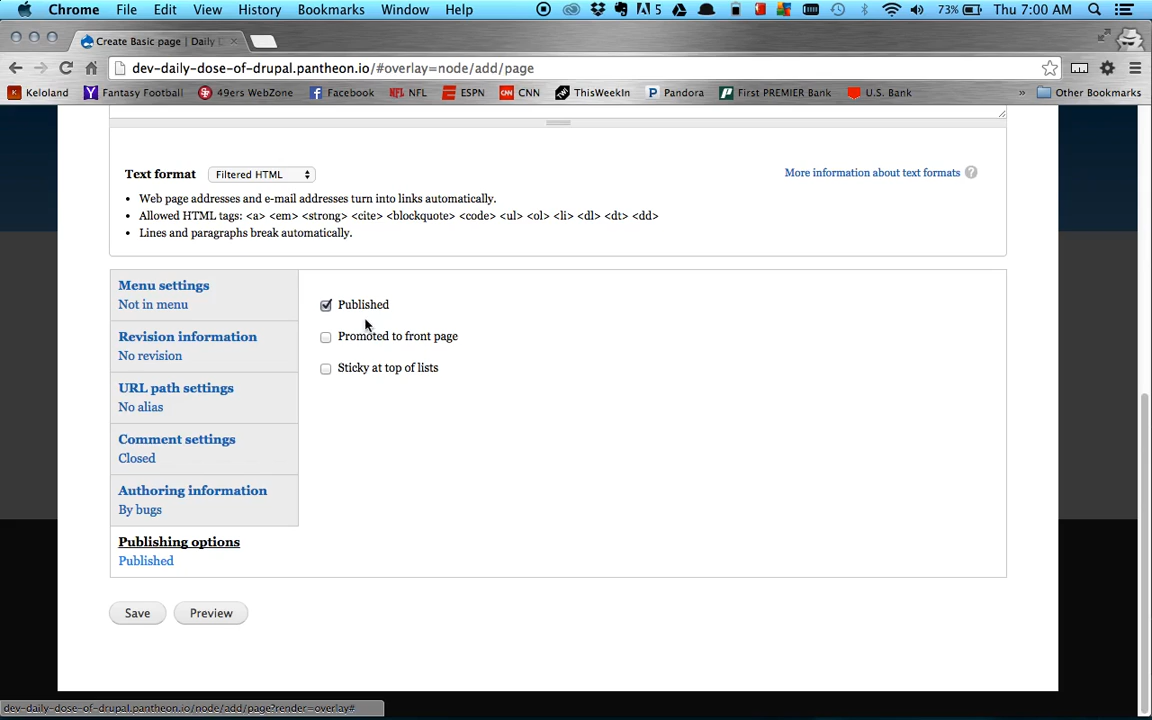 Chrome File Edit View History Bookmarks Window Help 5 73% Thu 7:00 AM
Create Basic page | Daily
dev-daily-dose-of-drupal.pantheon.io/#overlay=node/add/page
Keloland Fantasy Football 49ers WebZone Facebook NFL ESPN CNN ThisWeekIn Pandora First PREMIER Bank U.S. Bank » Other Bookmarks
Text format Filtered HTML More information about text formats ?
• Web page addresses and e-mail addresses turn into links automatically.
• Allowed HTML tags: <a> <em> <strong> <cite> <blockquote> <code> <ul> <ol> <li> <dl> <dt> <dd>
• Lines and paragraphs break automatically.
Menu settings
Not in menu
Published
Revision information
Promoted to front page
No revision
Sticky at top of lists
URL path settings
No alias
Comment settings
Closed
Authoring information
By bugs
Publishing options
Published
Save Preview
dev-daily-dose-of-drupal.pantheon.io/node/add/page?render=overlay#